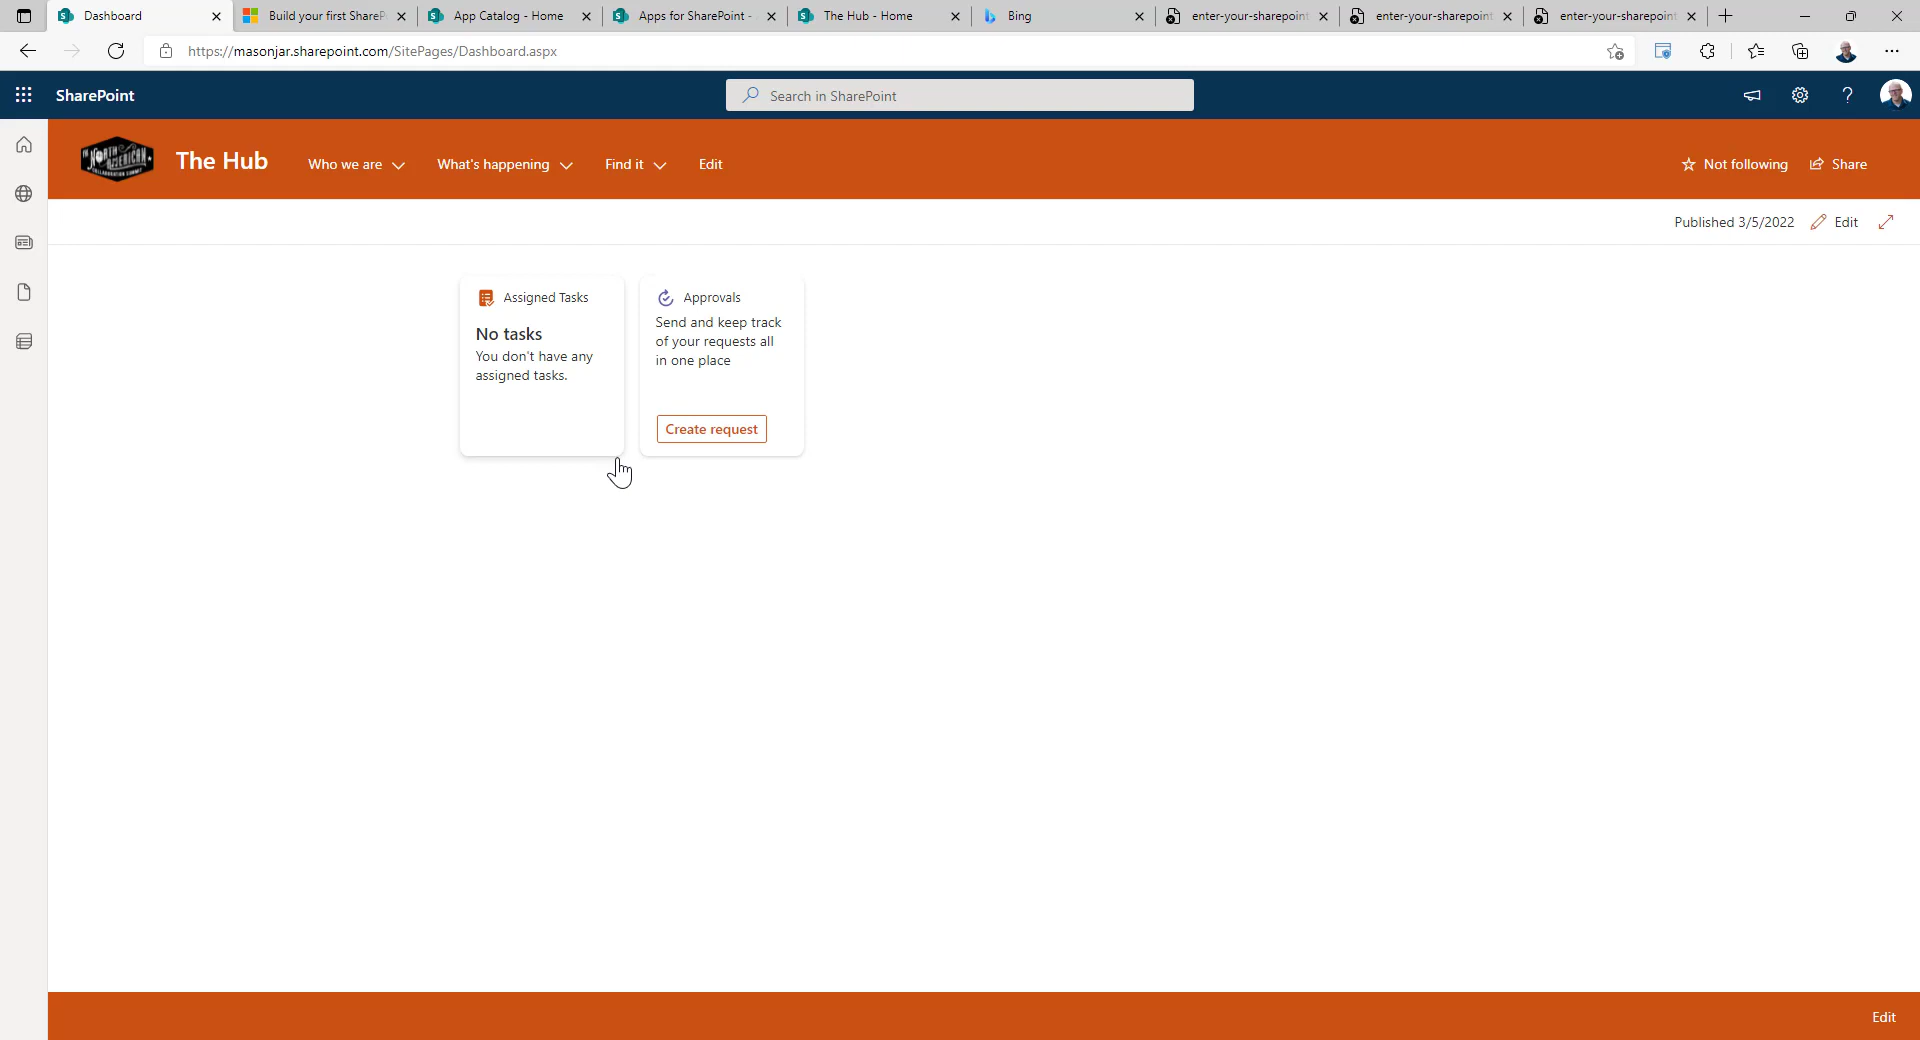 Dashboard
Build your first ShareP
App Catalog - Home
Apps for SharePoint -
The Hub - Home
Bing
enter-your-sharepoint
enter-your-sharepoint
enter-your-sharepoint
https://masonjar.sharepoint.com/SitePages/Dashboard.aspx
SharePoint
Search in SharePoint
NORTH AMERICAN
COLLABORATION SUMMIT
The Hub
Who we are
What's happening
Find it
Edit
Not following
Share
Published 3/5/2022
Edit
Assigned Tasks
No tasks
You don't have any
assigned tasks.
Approvals
Send and keep track
of your requests all
in one place
Create request
Edit